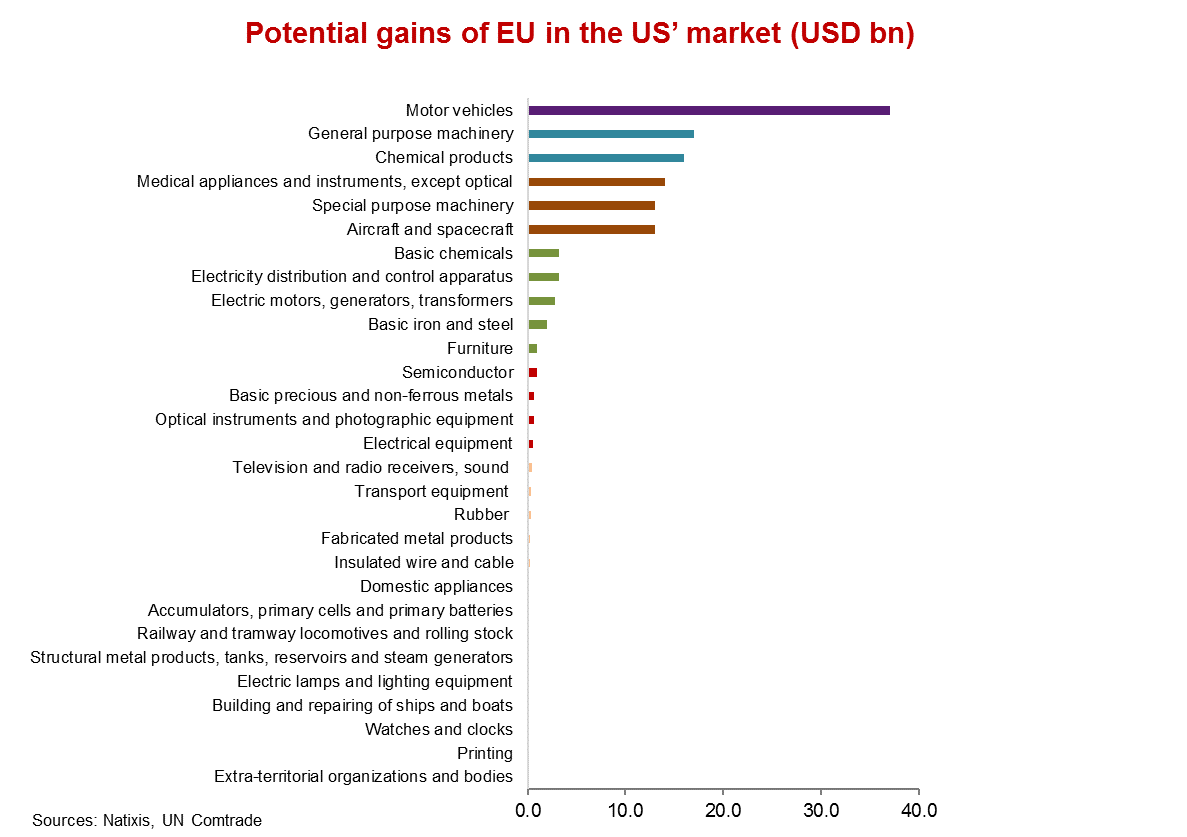 Potential gains of EU in the US’ market (USD bn)
Motor vehicles
General purpose machinery
Chemical products
Medical appliances and instruments, except optical
Special purpose machinery
Aircraft and spacecraft
Basic chemicals
Electricity distribution and control apparatus
Electric motors, generators, transformers
Basic iron and steel
Furniture
Semiconductor
Basic precious and non-ferrous metals
Optical instruments and photographic equipment
Electrical equipment
Television and radio receivers, sound
Transport equipment
Rubber
Fabricated metal products
Insulated wire and cable
Domestic appliances
Accumulators, primary cells and primary batteries
Railway and tramway locomotives and rolling stock
Structural metal products, tanks, reservoirs and steam generators
Electric lamps and lighting equipment
Building and repairing of ships and boats
Watches and clocks
Printing
Extra-territorial organizations and bodies
0.0 10.0 20.0 30.0 40.0
Sources: Natixis, UN Comtrade